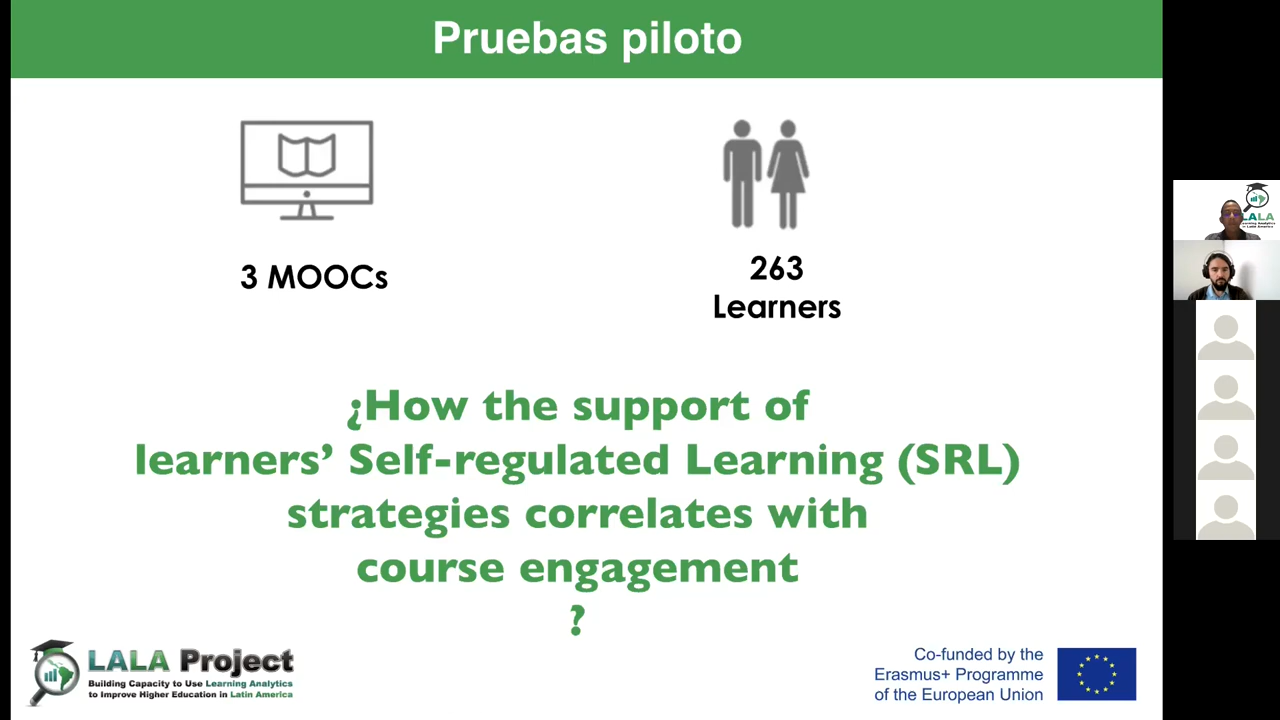 Pruebas piloto
3 MOOCs
263
Learners
¿How the support of
learners’ Self-regulated Learning (SRL)
strategies correlates with
course engagement
?
LALA Project
Building Capacity to Use Learning Analytics
to Improve Higher Education in Latin America
Co-funded by the
Erasmus+ Programme
of the European Union